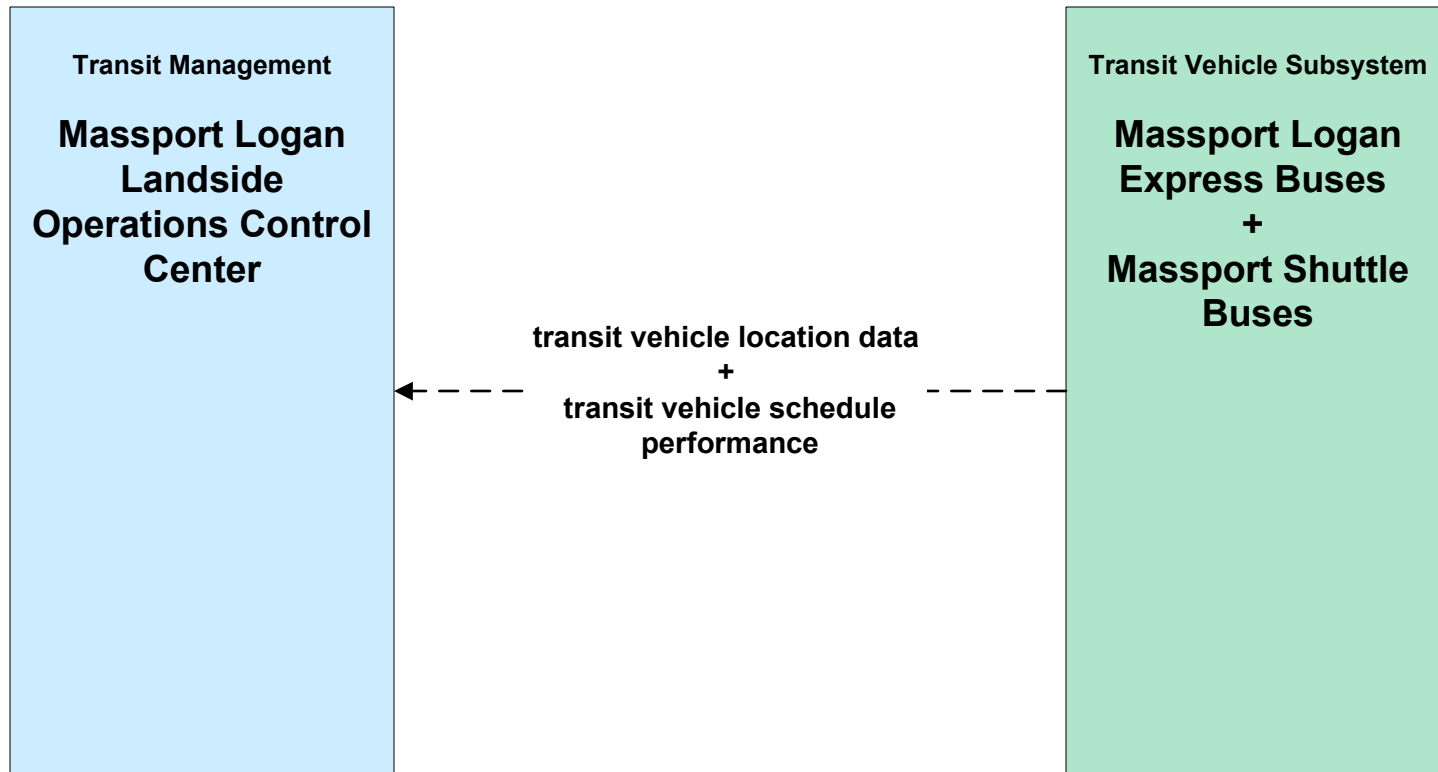 Transit Management
Massport Logan
Landside
Operations Control
Center
transit vehicle location data
+
transit vehicle schedule
performance
Transit Vehicle Subsystem
Massport Logan
Express Buses
+
Massport Shuttle
Buses